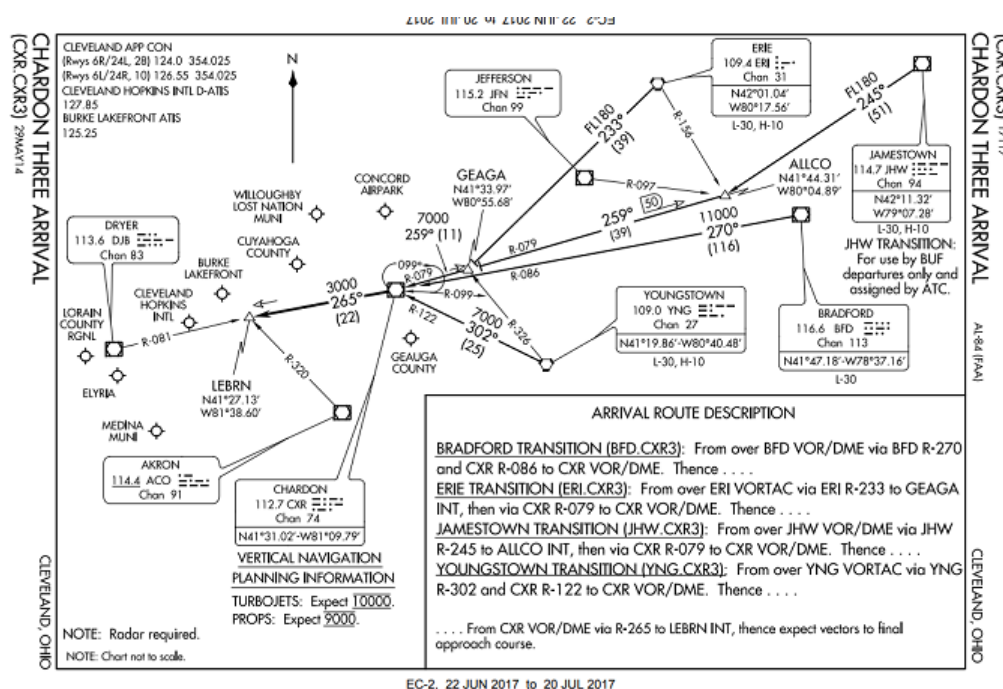 EC-2, 22 JUN 2017 to 20 JUL 2017
(CXR.CXR3) 29MAY14
CHARDON THREE ARRIVAL
CLEVELAND, OHIO
CLEVELAND APP CON
(Rwys 6R/24L, 28) 124.0 354.025
(Rwys 6L/24R, 10) 126.55 354.025
CLEVELAND HOPKINS INTL D-ATIS
127.85
BURKE LAKEFRONT ATIS
125.25
N
JEFFERSON
115.2 JFN
Chan 99
ERIE
109.4 ERI
Chan 31
N42°01.04'
W80°17.56'
L-30, H-10
FL180
233°
(39)
R-156
FL180
245°
(51)
JAMESTOWN
114.7 JHW
Chan 94
N42°11.32'
W79°07.28'
L-30, H-10
JHW TRANSITION:
For use by BUF
departures only and
assigned by ATC.
ALLCO
N41°44.31'
W80°04.89'
GEAGA
N41°33.97'
W80°55.68'
CONCORD
AIRPARK
WILLOUGHBY
LOST NATION
MUNI
CUYAHOGA
COUNTY
BURKE
LAKEFRONT
CLEVELAND
HOPKINS
INTL
LORAIN
COUNTY
RGNL
ELYRIA
MEDINA
MUNI
GEAUGA
COUNTY
DRYER
113.6 DJB
Chan 83
R-081
R-320
R-097
259°
50
(39)
11000
270°
(116)
R-079
R-086
7000
259° (11)
099°
R-079
R-099
R-122
3000
265°
(22)
7000
302°
(25)
R-326
YOUNGSTOWN
109.0 YNG
Chan 27
N41°19.86'-W80°40.48'
L-30, H-10
BRADFORD
116.6 BFD
Chan 113
N41°47.18'-W78°37.16'
L-30
LEBRN
N41°27.13'
W81°38.60'
AKRON
114.4 ACO
Chan 91
CHARDON
112.7 CXR
Chan 74
N41°31.02'-W81°09.79'
VERTICAL NAVIGATION
PLANNING INFORMATION
TURBOJETS: Expect 10000.
PROPS: Expect 9000.
NOTE: Radar required.
NOTE: Chart not to scale.
ARRIVAL ROUTE DESCRIPTION
BRADFORD TRANSITION (BFD.CXR3): From over BFD VOR/DME via BFD R-270
and CXR R-086 to CXR VOR/DME. Thence . . . .
ERIE TRANSITION (ERI.CXR3): From over ERI VORTAC via ERI R-233 to GEAGA
INT, then via CXR R-079 to CXR VOR/DME. Thence . . . .
JAMESTOWN TRANSITION (JHW.CXR3): From over JHW VOR/DME via JHW
R-245 to ALLCO INT, then via CXR R-079 to CXR VOR/DME. Thence . . . .
YOUNGSTOWN TRANSITION (YNG.CXR3): From over YNG VORTAC via YNG
R-302 and CXR R-122 to CXR VOR/DME. Thence . . . .
. . . . From CXR VOR/DME via R-265 to LEBRN INT, thence expect vectors to final
approach course.
CHARDON THREE ARRIVAL
AL-84 (FAA)
CLEVELAND, OHIO
EC-2, 22 JUN 2017 to 20 JUL 2017